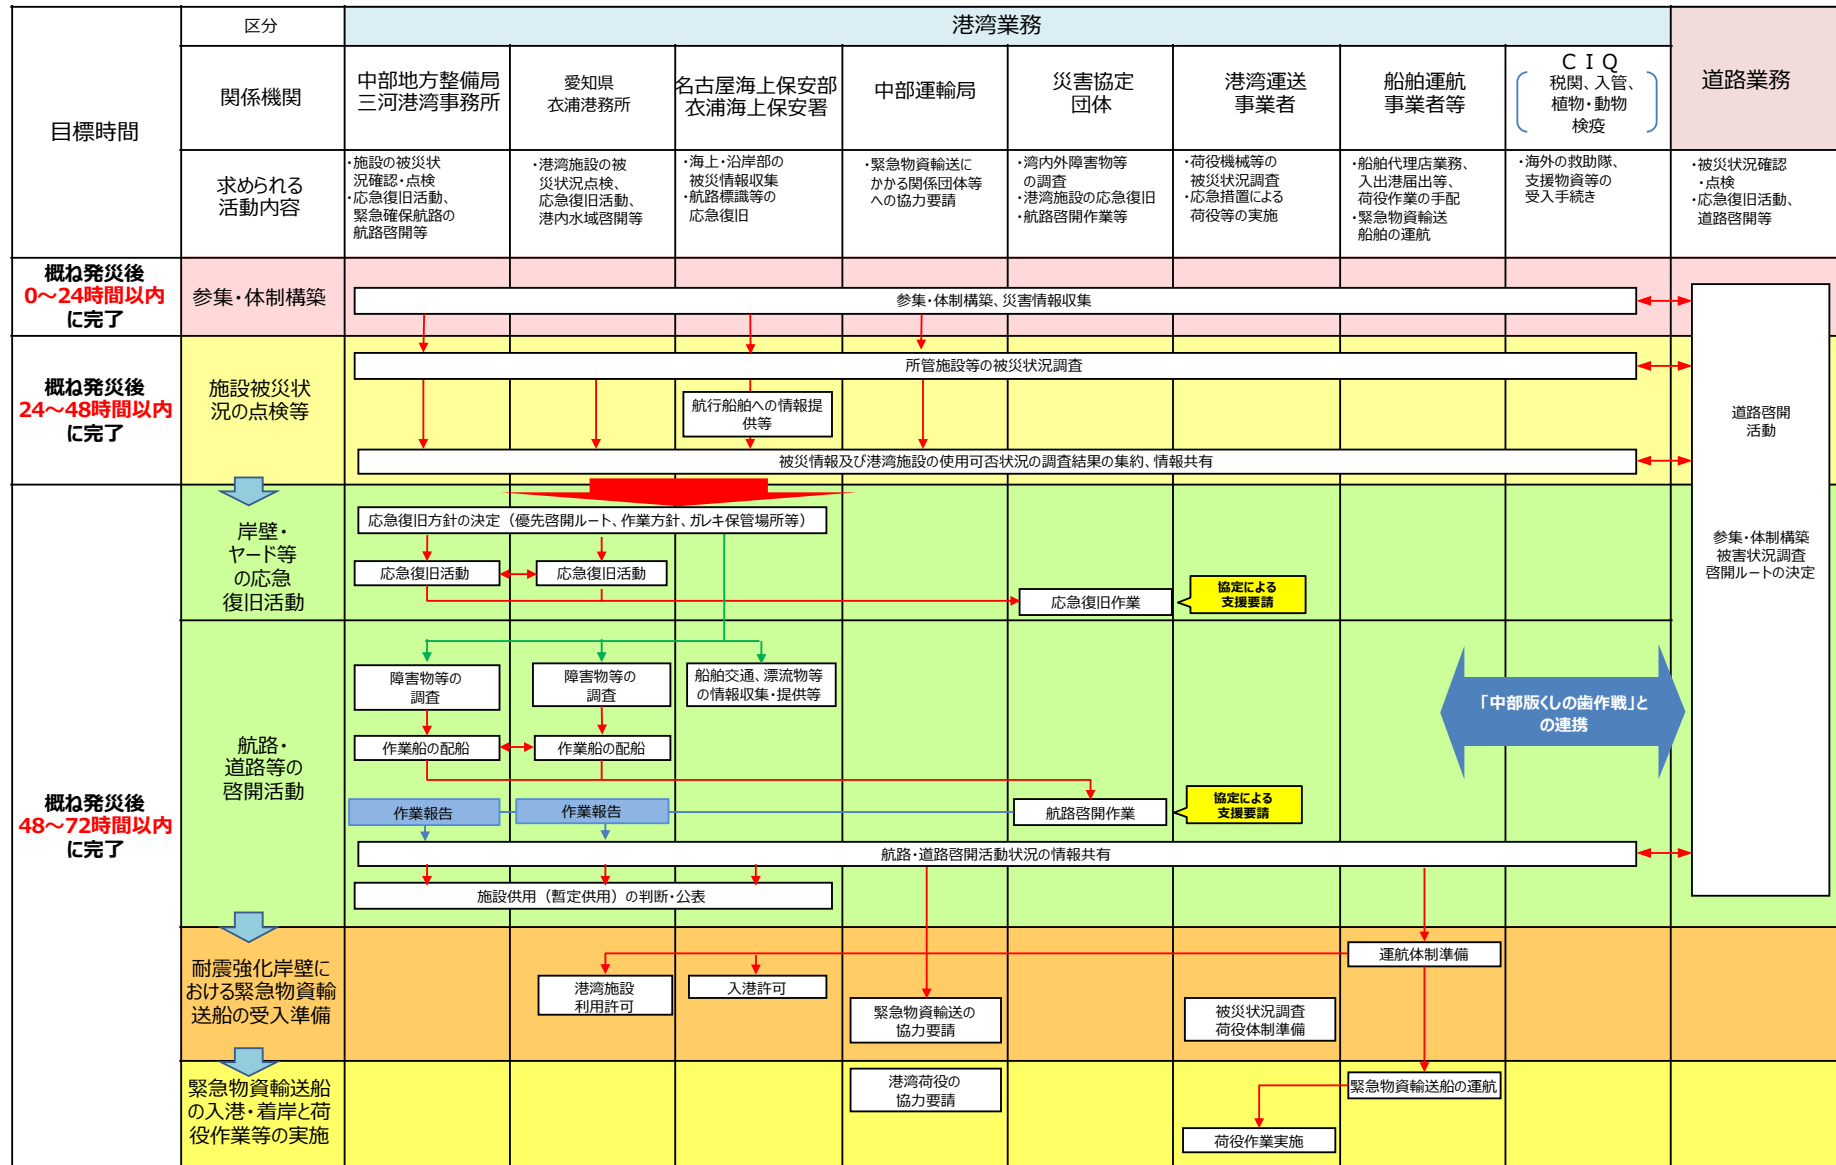 区分
港湾業務
目標時間
関係機関
中部地方整備局
三河港湾事務所
愛知県
衣浦港務所
名古屋海上保安部
衣浦海上保安署
中部運輸局
災害協定
団体
港湾運送
事業者
船舶運航
事業者等
ＣＩＱ
税関、入管、
植物・動物
検疫
道路業務
求められる
活動内容
・施設の被災状
況確認・点検
・応急復旧活動、
緊急確保航路の
航路啓開等
・港湾施設の被
災状況点検、
応急復旧活動、
港内水域啓開等
・海上・沿岸部の
被災情報収集
・航路標識等の
応急復旧
・緊急物資輸送に
かかる関係団体等
への協力要請
・湾内外障害物等
の調査
・港湾施設の応急復旧
・航路啓開作業等
・荷役機械等の
被災状況調査
・応急措置による
荷役等の実施
・船舶代理店業務、
入出港届出等、
荷役作業の手配
・緊急物資輸送
船舶の運航
・海外の救助隊、
支援物資等の
受入手続き
・被災状況確認
・点検
・応急復旧活動、
道路啓開等
概ね発災後
0～24時間以内
に完了
参集・体制構築
参集・体制構築、災害情報収集
概ね発災後
24～48時間以内
に完了
施設被災状
況の点検等
所管施設等の被災状況調査
航行船舶への情報提
供等
被災情報及び港湾施設の使用可否状況の調査結果の集約、情報共有
道路啓開
活動
参集・体制構築
被害状況調査
啓開ルートの決定
概ね発災後
48～72時間以内
に完了
岸壁・
ヤード等
の応急
復旧活動
応急復旧方針の決定（優先啓開ルート、作業方針、ガレキ保管場所等）
応急復旧活動
応急復旧活動
応急復旧作業
協定による
支援要請
航路・
道路等の
啓開活動
障害物等の
調査
障害物等の
調査
船舶交通、漂流物等
の情報収集・提供等
作業船の配船
作業船の配船
「中部版くしの歯作戦」と
の連携
作業報告
作業報告
航路啓開作業
協定による
支援要請
航路・道路啓開活動状況の情報共有
施設供用（暫定供用）の判断・公表
耐震強化岸壁に
おける緊急物資輸
送船の受入準備
港湾施設
利用許可
入港許可
緊急物資輸送の
協力要請
被災状況調査
荷役体制準備
運航体制準備
緊急物資輸送船
の入港・着岸と荷
役作業等の実施
港湾荷役の
協力要請
緊急物資輸送船の運航
荷役作業実施